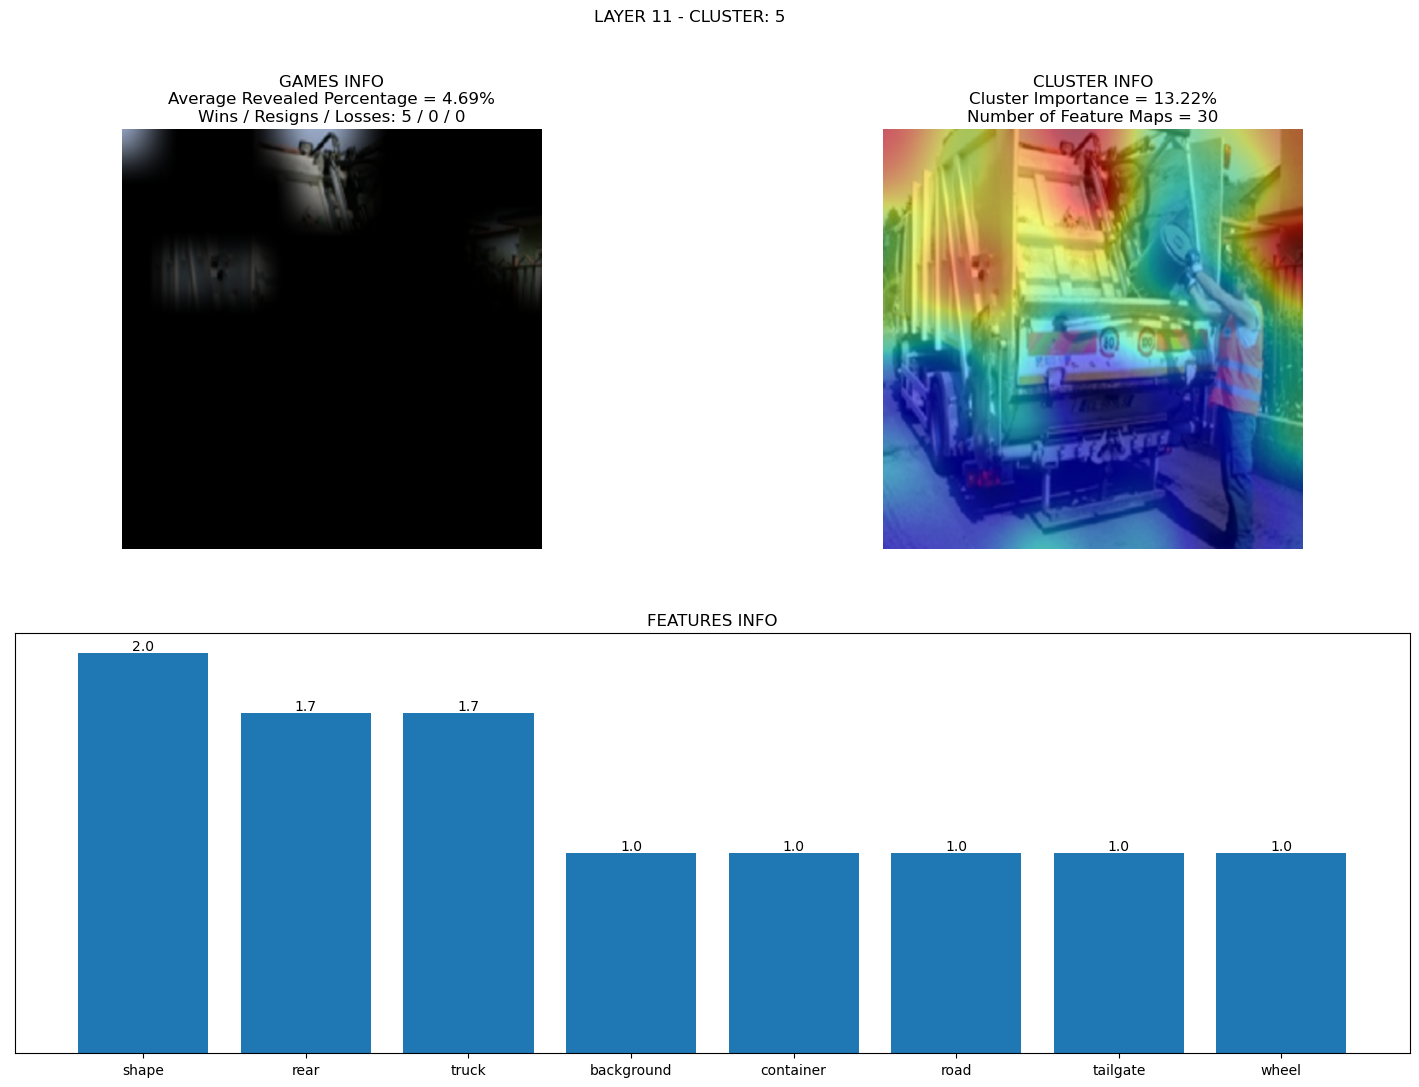 LAYER 11 - CLUSTER: 5
GAMES INFO
Average Revealed Percentage = 4.69%
Wins / Resigns / Losses: 5 / 0 / 0
CLUSTER INFO
Cluster Importance = 13.22%
Number of Feature Maps = 30
FEATURES INFO
2.0
1.7
1.7
1.0
1.0
1.0
1.0
1.0
shape
rear
truck
background
container
road
tailgate
wheel